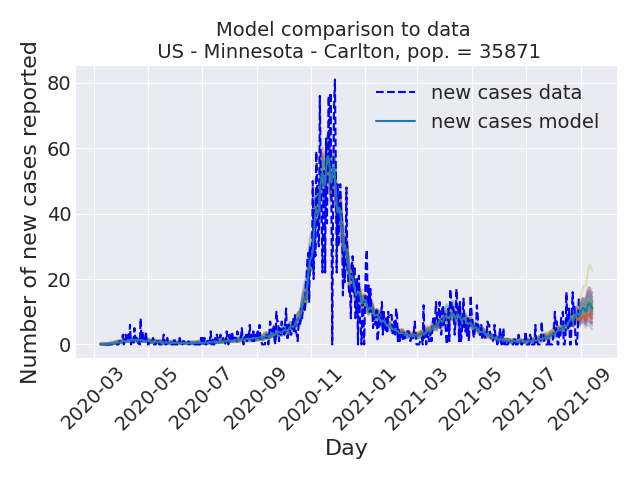 Model comparison to data
US - Minnesota - Carlton, pop. = 35871
Number of new cases reported
80
60
40
20
0
new cases data
new cases model
2020-03
2020-05
2020-07
2020-09
2020-11
2021-01
2021-03
2021-05
2021-07
2021-09
Day